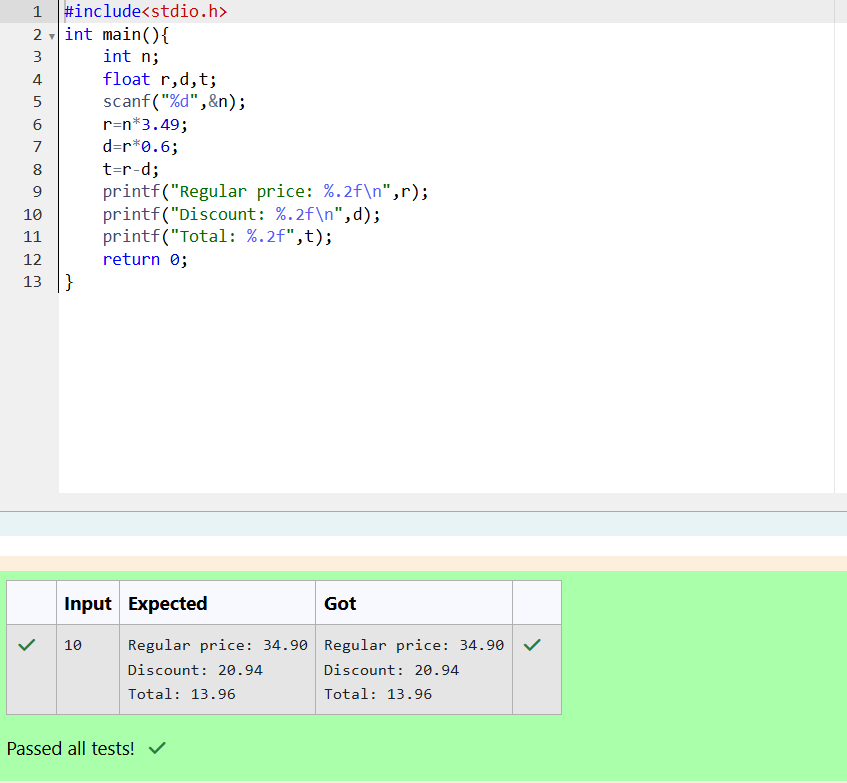 1 #include<stdio.h>
2 int main(){
3     int n;
4     float r,d,t;
5     scanf("%d",&n);
6     r=n*3.49;
7     d=r*0.6;
8     t=r-d;
9     printf("Regular price: %.2f\n",r);
10     printf("Discount: %.2f\n",d);
11     printf("Total: %.2f",t);
12     return 0;
13 }
Input Expected Got
10 Regular price: 34.90 Regular price: 34.90
Discount: 20.94 Discount: 20.94
Total: 13.96 Total: 13.96
Passed all tests!